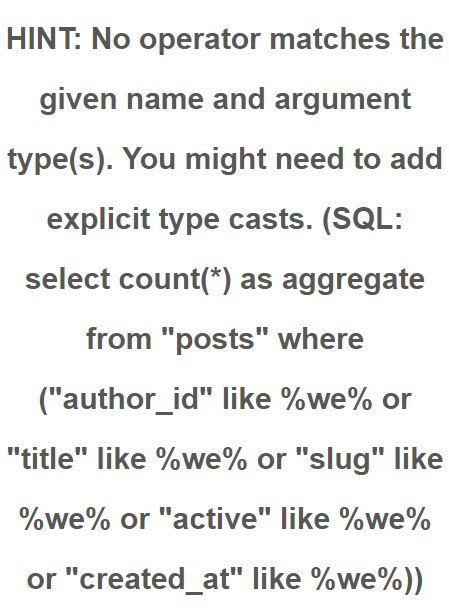 HINT: No operator matches the
given name and argument
type(s). You might need to add
explicit type casts. (SQL:
select count(*) as aggregate
from "posts" where
("author_id" like %we% or
"title" like %we% or "slug" like
%we% or "active" like %we%
or "created_at" like %we%))